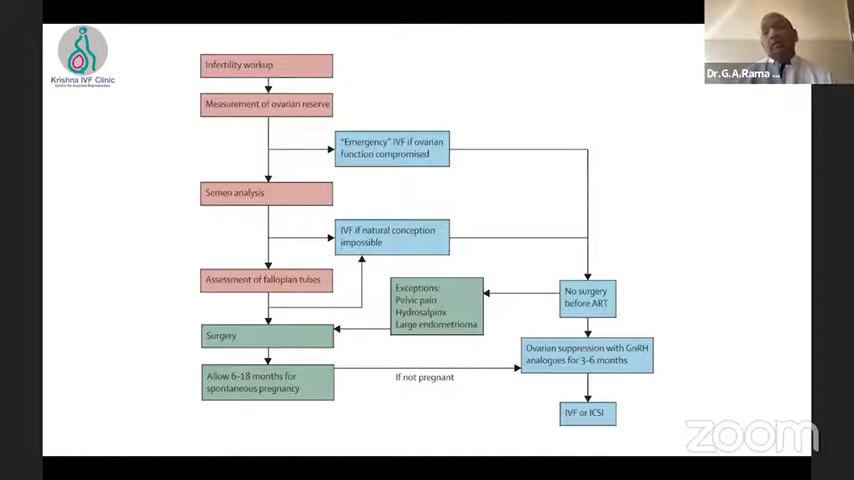 Krishna IVF Clinic
Centre for Assisted Reproduction
Dr.G.A.Rama ...
Infertility workup
Measurement of ovarian reserve
"Emergency" IVF if ovarian
function compromised
Semen analysis
IVF if natural conception
impossible
Assessment of fallopian tubes
Exceptions:
Pelvic pain
Hydrosalpinx
Large endometrioma
No surgery
before ART
Surgery
Ovarian suppression with GnRH
analogues for 3-6 months
Allow 6-18 months for
spontaneous pregnancy
If not pregnant
IVF or ICSI
zoom